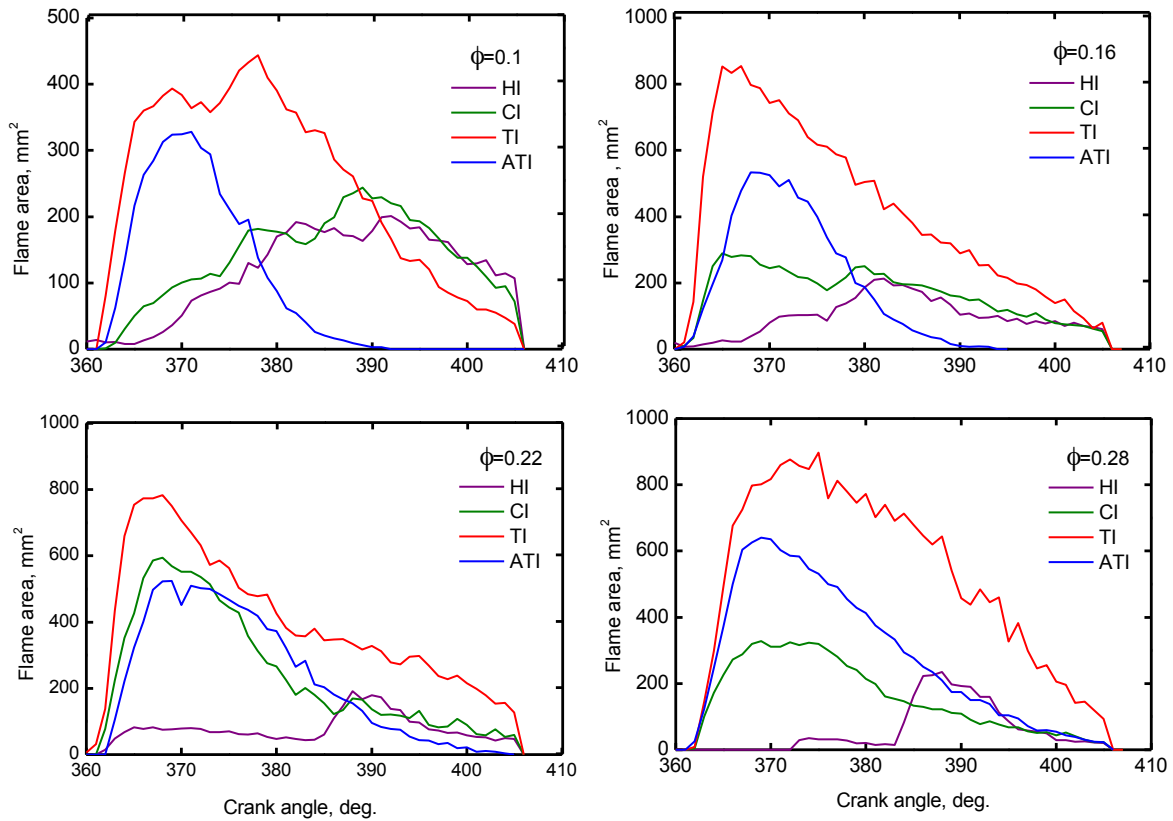 500
400
300
200
100
0
360
370
380
390
400
410
Flame area, mm²
ϕ=0.1
HI
CI
TI
ATI
1000
800
600
400
200
0
360
370
380
390
400
410
Flame area , mm²
ϕ=0.16
HI
CI
TI
ATI
1000
800
600
400
200
0
360
370
380
390
400
410
Flame area, mm²
Crank angle, deg.
ϕ=0.22
HI
CI
TI
ATI
1000
800
600
400
200
0
360
370
380
390
400
410
Flame area, mm²
Crank angle, deg.
ϕ=0.28
HI
CI
TI
ATI